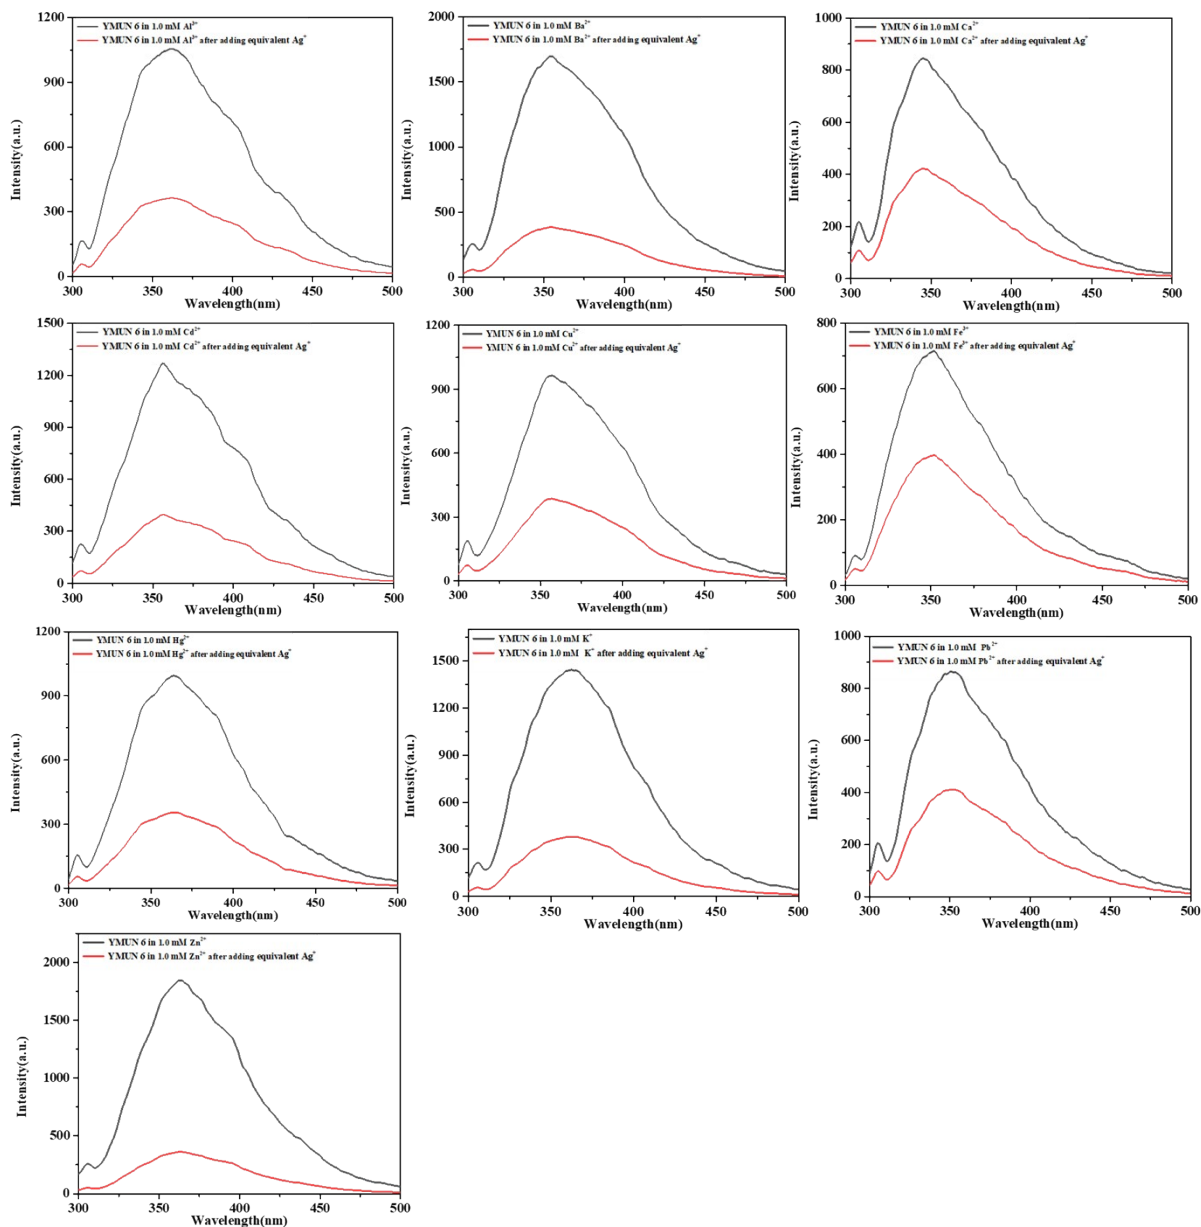 YMUN 6 in 1.0 mM Al³⁺
YMUN 6 in 1.0 mM Al³⁺ after adding equivalent Ag⁺
1200
900
600
300
0
Intensity(a.u.)
300 350 400 450 500
Wavelength(nm)
YMUN 6 in 1.0 mM Ba²⁺
YMUN 6 in 1.0 mM Ba²⁺ after adding equivalent Ag⁺
2000
1500
1000
500
0
Intensity(a.u.)
300 350 400 450 500
Wavelength(nm)
YMUN 6 in 1.0 mM Ca²⁺
YMUN 6 in 1.0 mM Ca²⁺ after adding equivalent Ag⁺
1000
800
600
400
200
0
Intensity(a.u.)
300 350 400 450 500
Wavelength(nm)
YMUN 6 in 1.0 mM Cd²⁺
YMUN 6 in 1.0 mM Cd²⁺ after adding equivalent Ag⁺
1500
1200
900
600
300
0
Intensity(a.u.)
300 350 400 450 500
Wavelength(nm)
YMUN 6 in 1.0 mM Cu²⁺
YMUN 6 in 1.0 mM Cu²⁺ after adding equivalent Ag⁺
1200
900
600
300
0
Intensity(a.u.)
300 350 400 450 500
Wavelength(nm)
YMUN 6 in 1.0 mM Fe³⁺
YMUN 6 in 1.0 mM Fe³⁺ after adding equivalent Ag⁺
800
600
400
200
0
Intensity(a.u.)
300 350 400 450 500
Wavelength(nm)
YMUN 6 in 1.0 mM Hg²⁺
YMUN 6 in 1.0 mM Hg²⁺ after adding equivalent Ag⁺
1200
900
600
300
0
Intensity(a.u.)
300 350 400 450 500
Wavelength(nm)
YMUN 6 in 1.0 mM K⁺
YMUN 6 in 1.0 mM K⁺ after adding equivalent Ag⁺
1500
1200
900
600
300
0
Intensity(a.u.)
300 350 400 450 500
Wavelength(nm)
YMUN 6 in 1.0 mM Pb²⁺
YMUN 6 in 1.0 mM Pb²⁺ after adding equivalent Ag⁺
1000
800
600
400
200
0
Intensity(a.u.)
300 350 400 450 500
Wavelength(nm)
YMUN 6 in 1.0 mM Zn²⁺
YMUN 6 in 1.0 mM Zn²⁺ after adding equivalent Ag⁺
2000
1500
1000
500
0
Intensity(a.u.)
300 350 400 450 500
Wavelength(nm)